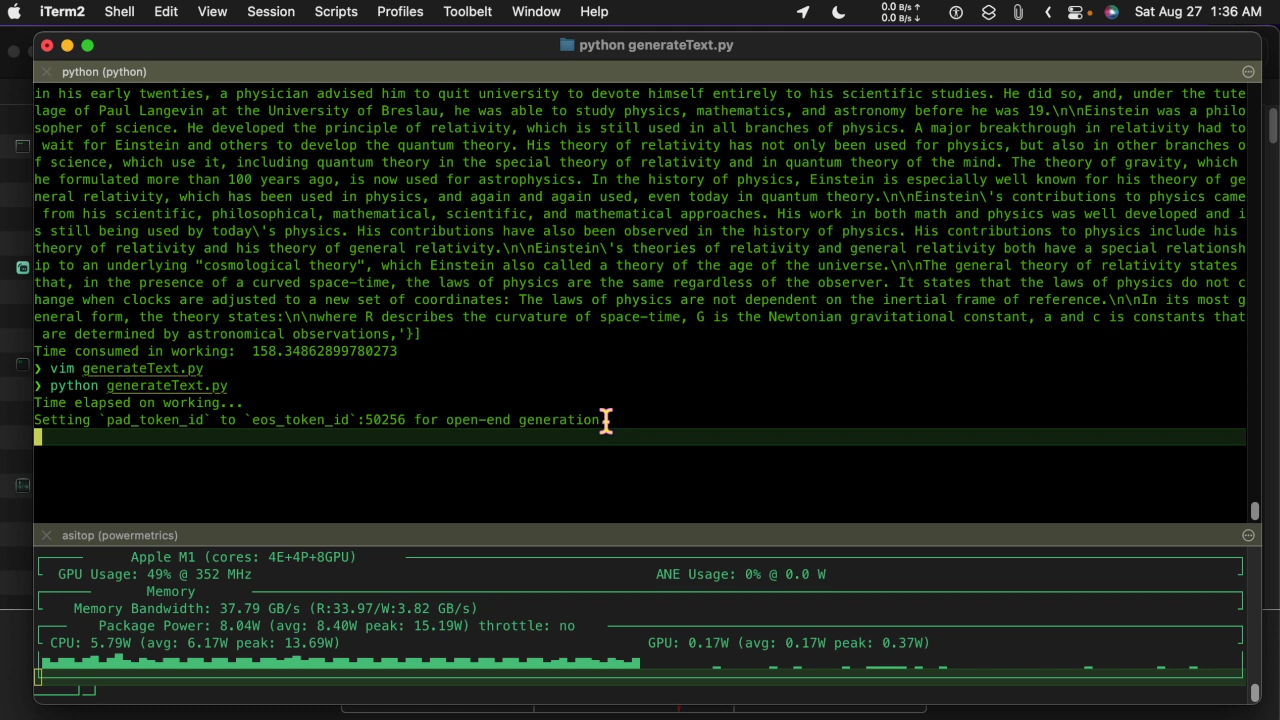 iTerm2 Shell Edit View Session Scripts Profiles Toolbelt Window Help 0.0 B/s ↑ 0.0 B/s ↓ Sat Aug 27 1:36 AM
python generateText.py
python (python)
in his early twenties, a physician advised him to quit university to devote himself entirely to his scientific studies. He did so, and, under the tute
lage of Paul Langevin at the University of Breslau, he was able to study physics, mathematics, and astronomy before he was 19.\n\nEinstein was a philo
sopher of science. He developed the principle of relativity, which is still used in all branches of physics. A major breakthrough in relativity had to
wait for Einstein and others to develop the quantum theory. His theory of relativity has not only been used for physics, but also in other branches o
f science, which use it, including quantum theory in the special theory of relativity and in quantum theory of the mind. The theory of gravity, which
he formulated more than 100 years ago, is now used for astrophysics. In the history of physics, Einstein is especially well known for his theory of ge
neral relativity, which has been used in physics, and again and again used, even today in quantum theory.\n\nEinstein\'s contributions to physics came
from his scientific, philosophical, mathematical, scientific, and mathematical approaches. His work in both math and physics was well developed and i
s still being used by today\'s physics. His contributions have also been observed in the history of physics. His contributions to physics include his
theory of relativity and his theory of general relativity.\n\nEinstein\'s theories of relativity and general relativity both have a special relationsh
ip to an underlying "cosmological theory", which Einstein also called a theory of the age of the universe.\n\nThe general theory of relativity states
that, in the presence of a curved space-time, the laws of physics are the same regardless of the observer. It states that the laws of physics do not c
hange when clocks are adjusted to a new set of coordinates: The laws of physics are not dependent on the inertial frame of reference.\n\nIn its most g
eneral form, the theory states:\n\nwhere R describes the curvature of space-time, G is the Newtonian gravitational constant, a and c is constants that
are determined by astronomical observations,'}]
Time consumed in working:  158.34862899780273
❯ vim generateText.py
❯ python generateText.py
Time elapsed on working...
Setting `pad_token_id` to `eos_token_id`:50256 for open-end generation.
asitop (powermetrics)
Apple M1 (cores: 4E+4P+8GPU)
GPU Usage: 49% @ 352 MHz ANE Usage: 0% @ 0.0 W
Memory
Memory Bandwidth: 37.79 GB/s (R:33.97/W:3.82 GB/s)
Package Power: 8.04W (avg: 8.40W peak: 15.19W) throttle: no
CPU: 5.79W (avg: 6.17W peak: 13.69W) GPU: 0.17W (avg: 0.17W peak: 0.37W)